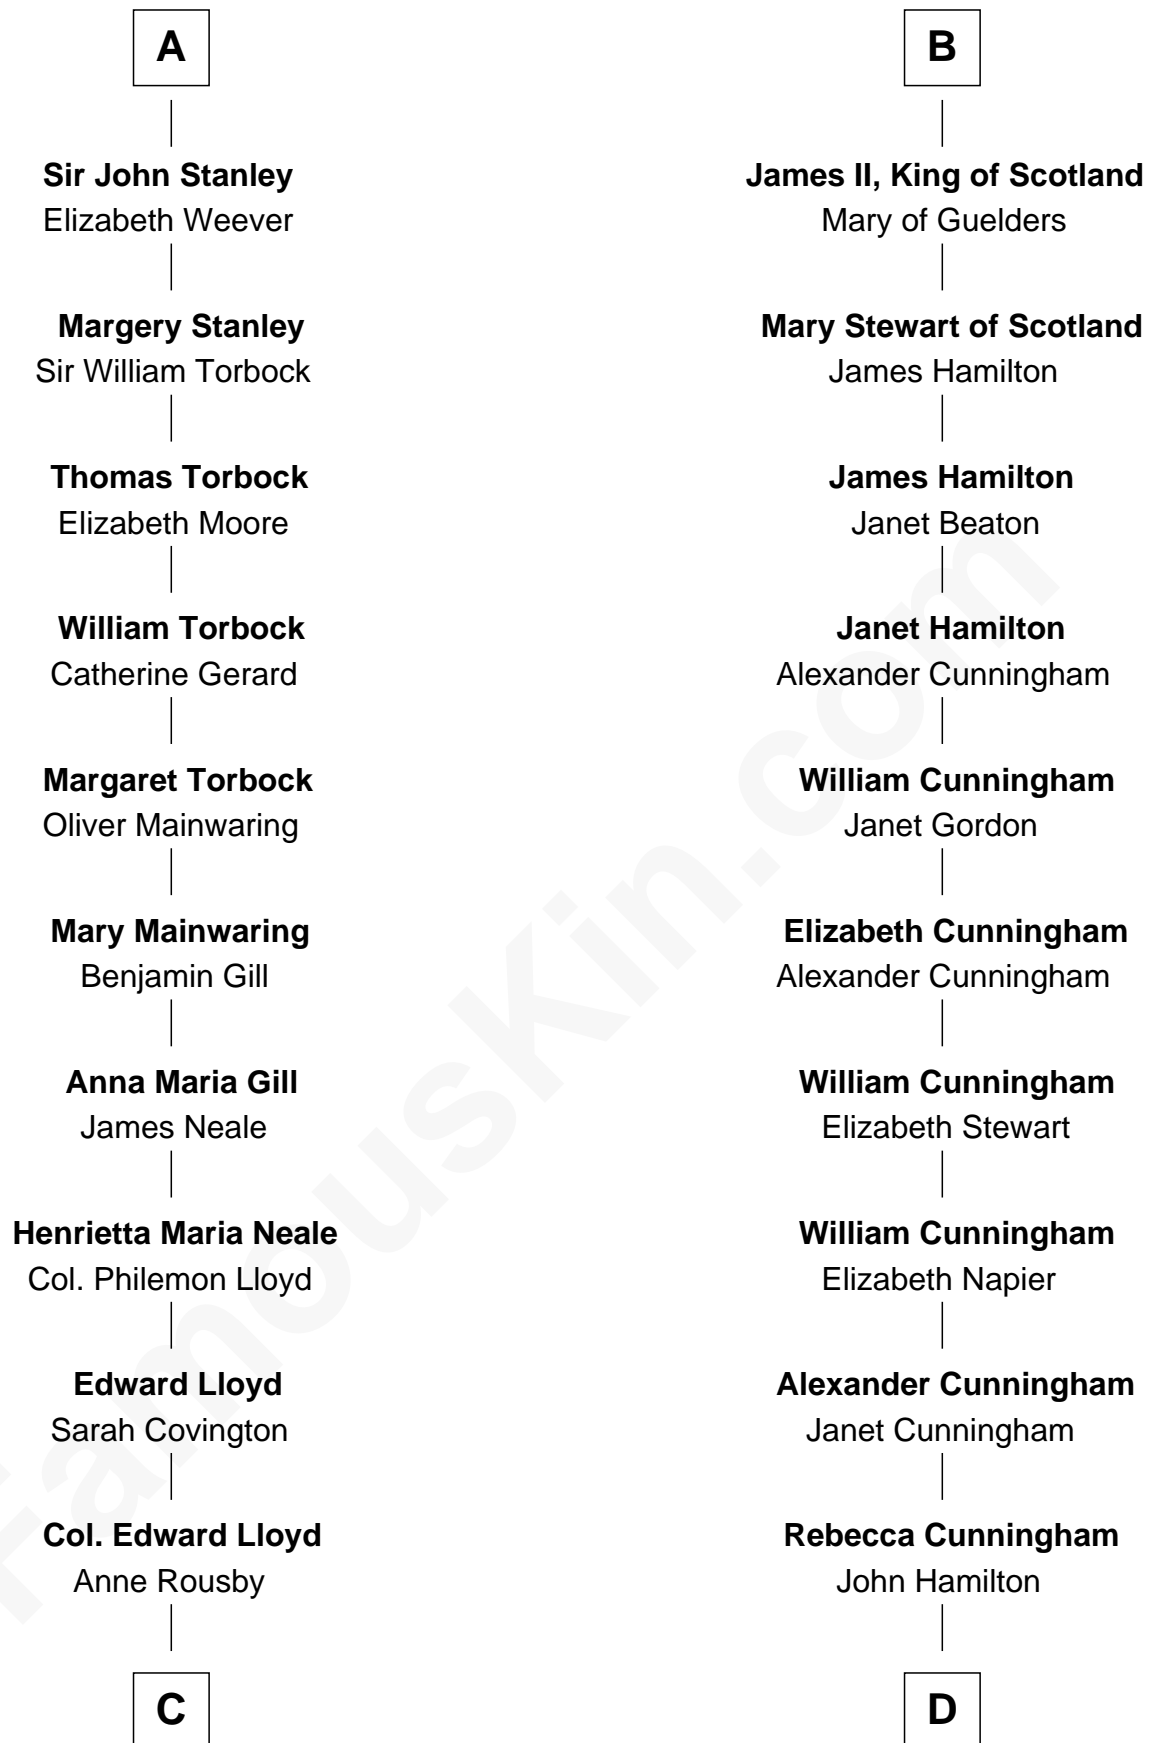 A
Sir John Stanley
Elizabeth Weever
Margery Stanley
Sir William Torbock
Thomas Torbock
Elizabeth Moore
William Torbock
Catherine Gerard
Margaret Torbock
Oliver Mainwaring
Mary Mainwaring
Benjamin Gill
Anna Maria Gill
James Neale
Henrietta Maria Neale
Col. Philemon Lloyd
Edward Lloyd
Sarah Covington
Col. Edward Lloyd
Anne Rousby
C
B
James II, King of Scotland
Mary of Guelders
Mary Stewart of Scotland
James Hamilton
James Hamilton
Janet Beaton
Janet Hamilton
Alexander Cunningham
William Cunningham
Janet Gordon
Elizabeth Cunningham
Alexander Cunningham
William Cunningham
Elizabeth Stewart
William Cunningham
Elizabeth Napier
Alexander Cunningham
Janet Cunningham
Rebecca Cunningham
John Hamilton
D
FamousKin.com